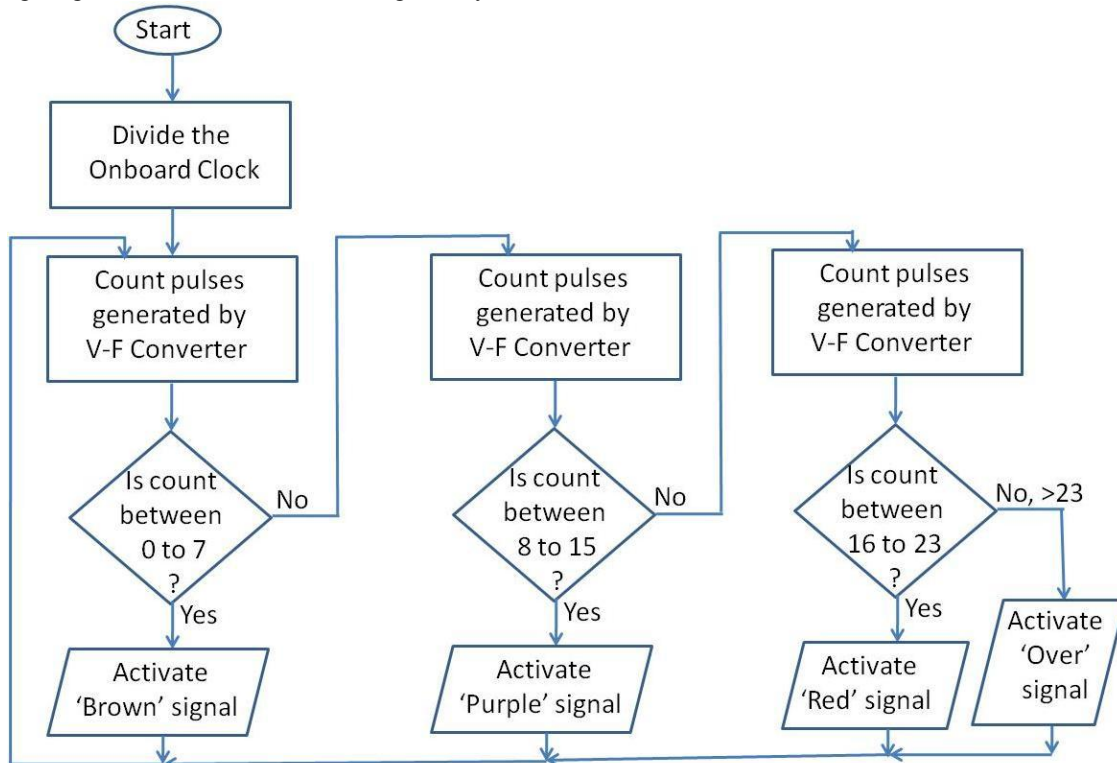 Start
Divide the
Onboard Clock
Count pulses
generated by
V-F Converter
Is count
between
0 to 7
?
No
Yes
Activate
‘Brown’ signal
Count pulses
generated by
V-F Converter
Is count
between
8 to 15
?
No
Yes
Activate
‘Purple’ signal
Count pulses
generated by
V-F Converter
Is count
between
16 to 23
?
No, >23
Yes
Activate
‘Red’ signal
Activate
‘Over’
signal